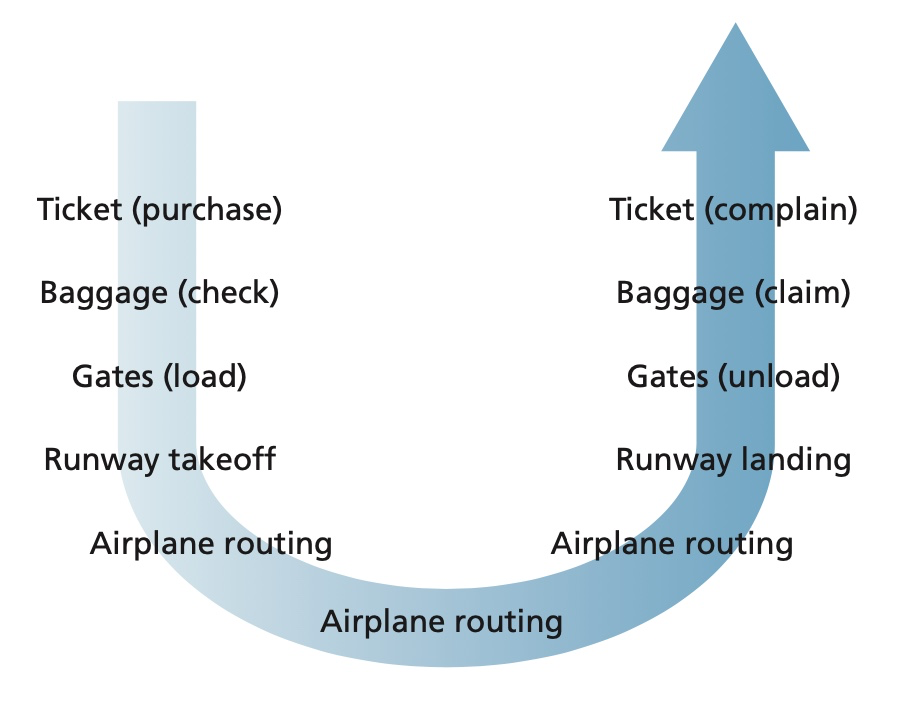 Ticket (purchase)
Baggage (check)
Gates (load)
Runway takeoff
Airplane routing
Airplane routing
Ticket (complain)
Baggage (claim)
Gates (unload)
Runway landing
Airplane routing